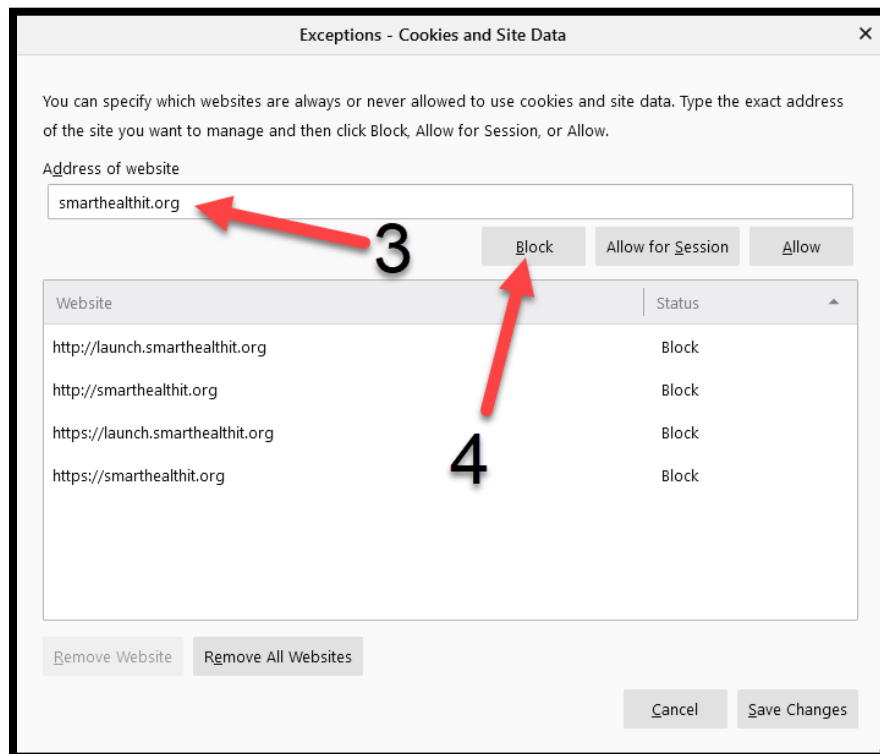 Exceptions - Cookies and Site Data
You can specify which websites are always or never allowed to use cookies and site data. Type the exact address
of the site you want to manage and then click Block, Allow for Session, or Allow.
Address of website
smarthealthit.org
3
Block Allow for Session Allow
Website Status
http://launch.smarthealthit.org Block
http://smarthealthit.org Block
https://launch.smarthealthit.org Block
4
https://smarthealthit.org Block
Remove Website Remove All Websites
Cancel Save Changes